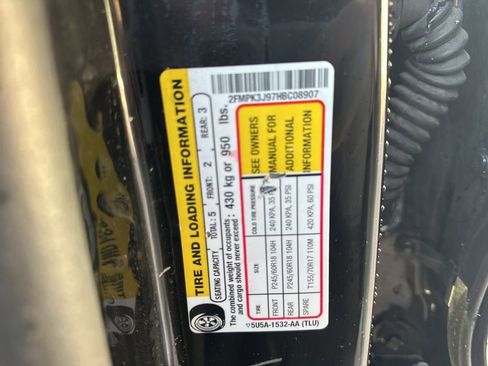 2FMPK3J97HBC08907
TIRE AND LOADING INFORMATION
SEATING CAPACITY TOTAL: 5 FRONT: 2 REAR: 3
The combined weight of occupants and cargo should never exceed: 430 kg or 950 lbs.
TIRE SIZE COLD TIRE PRESSURE
FRONT P245/60R18 104H 240 KPA, 35 PSI
REAR P245/60R18 104H 240 KPA, 35 PSI
SPARE T155/70R17 110M 420 KPA, 60 PSI
SEE OWNERS
MANUAL FOR
ADDITIONAL
INFORMATION
5U5A-1532-AA (TLU)